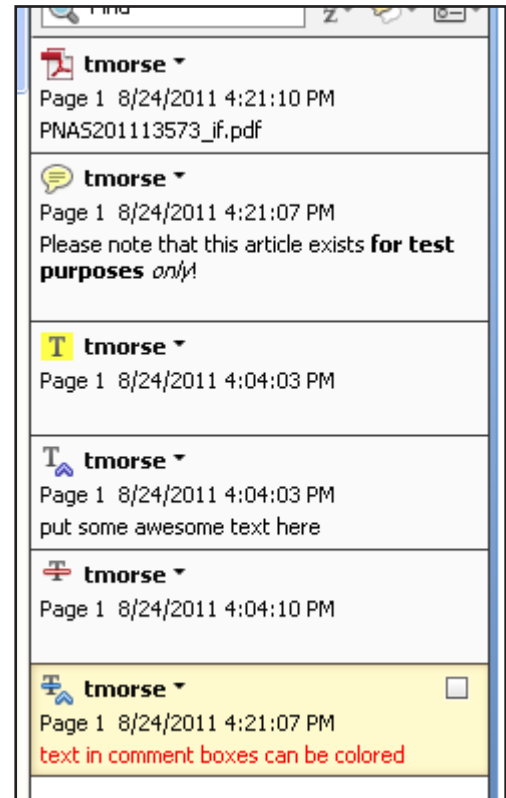 Find
tmorse
Page 1 8/24/2011 4:21:10 PM
PNAS201113573_if.pdf
tmorse
Page 1 8/24/2011 4:21:07 PM
Please note that this article exists for test
purposes only!
T tmorse
Page 1 8/24/2011 4:04:03 PM
T tmorse
Page 1 8/24/2011 4:04:03 PM
put some awesome text here
T tmorse
Page 1 8/24/2011 4:04:10 PM
T tmorse
Page 1 8/24/2011 4:21:07 PM
text in comment boxes can be colored